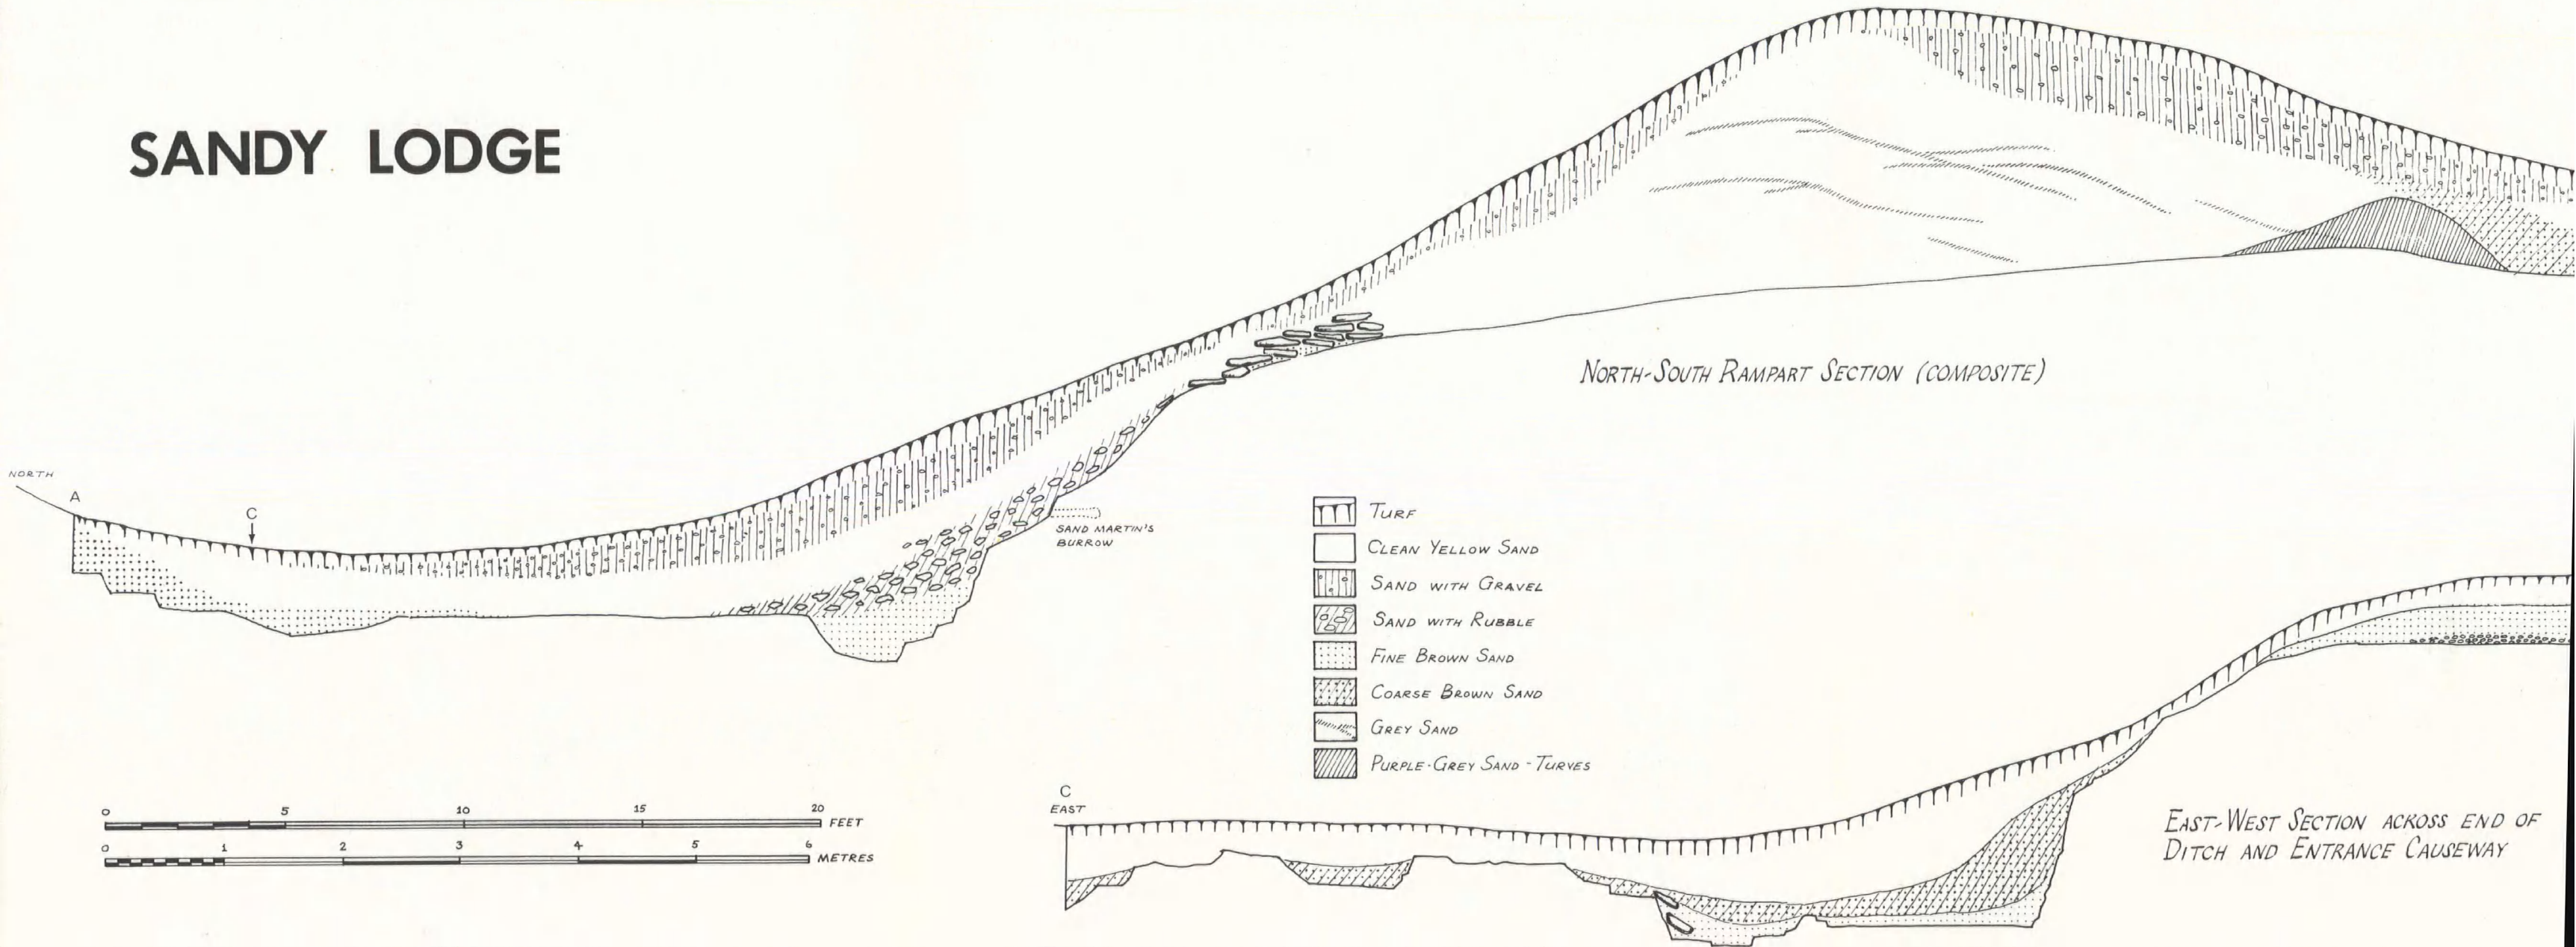 SANDY LODGE
NORTH-SOUTH RAMPART SECTION (COMPOSITE)
NORTH
A
C
SAND MARTIN'S
BURROW
TURF
CLEAN YELLOW SAND
SAND WITH GRAVEL
SAND WITH RUBBLE
FINE BROWN SAND
COARSE BROWN SAND
GREY SAND
PURPLE-GREY SAND - TURVES
0 5 10 15 20
FEET
0 1 2 3 4 5 6
METRES
C
EAST
EAST-WEST SECTION ACROSS END OF
DITCH AND ENTRANCE CAUSEWAY